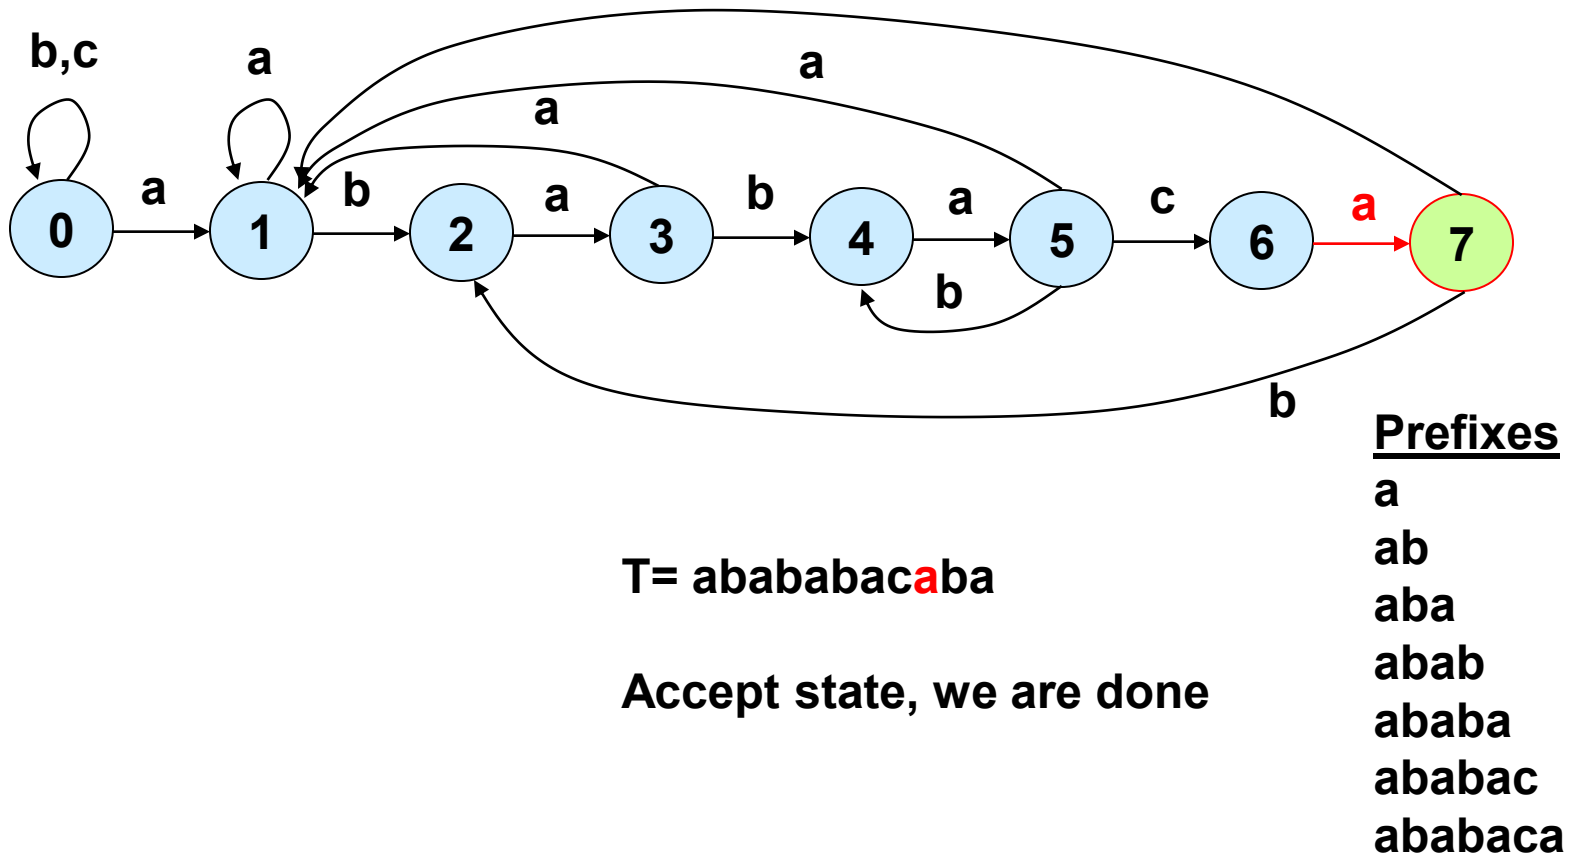 b,c
a
a
a
a
b
a
b
a
c
a
0
1
2
3
4
5
6
7
b
b
Prefixes
a
ab
aba
abab
ababa
ababac
ababaca
T= abababacaba
Accept state, we are done